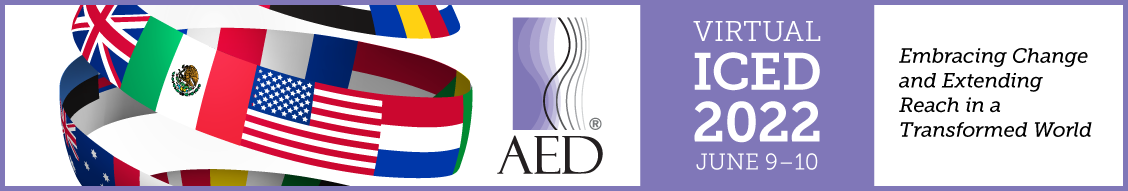 AED®
VIRTUAL
ICED
2022
JUNE 9–10
Embracing Change
and Extending
Reach in a
Transformed World